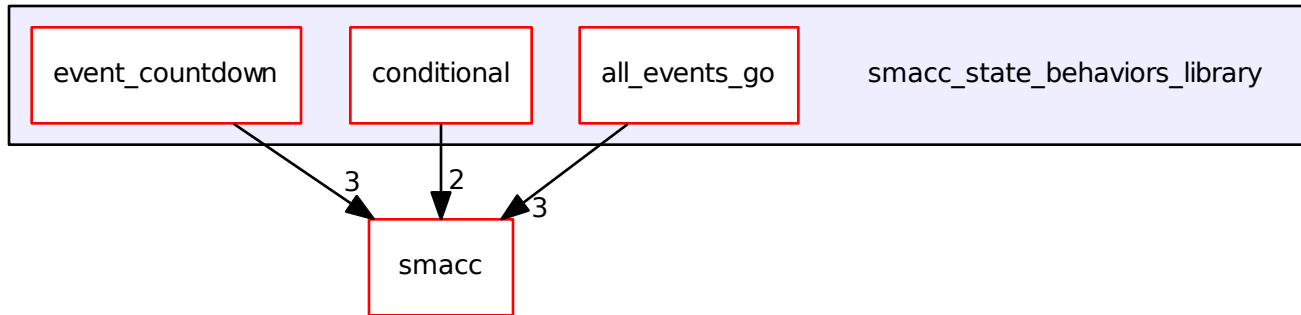 event_countdown
conditional
all_events_go
smacc_state_behaviors_library
3
2
3
smacc